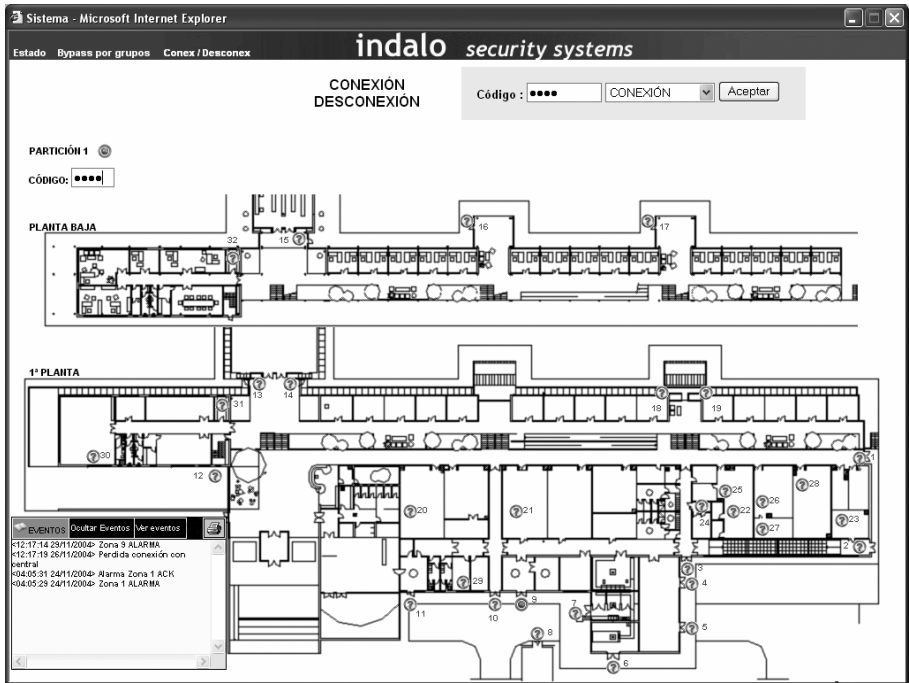 Sistema - Microsoft Internet Explorer
Estado Bypass por grupos Conex / Desconex
indalo security systems
CONEXIÓN
DESCONEXIÓN
Código : •••• CONEXIÓN Aceptar
PARTICIÓN 1
CÓDIGO: ••••
PLANTA BAJA
32
15
16
17
1ª PLANTA
13
14
31
18
19
30
12
1
20
21
25
22
24
26
27
28
23
2
EVENTOS Ocultar Eventos Ver eventos
<12:17:14 29/11/2004> Zona 9 ALARMA
<12:17:19 26/11/2004> Perdida conexión con
central
<04:05:31 24/11/2004> Alarma Zona 1 ACK
<04:05:29 24/11/2004> Zona 1 ALARMA
29
3
4
11
10
9
7
8
5
6